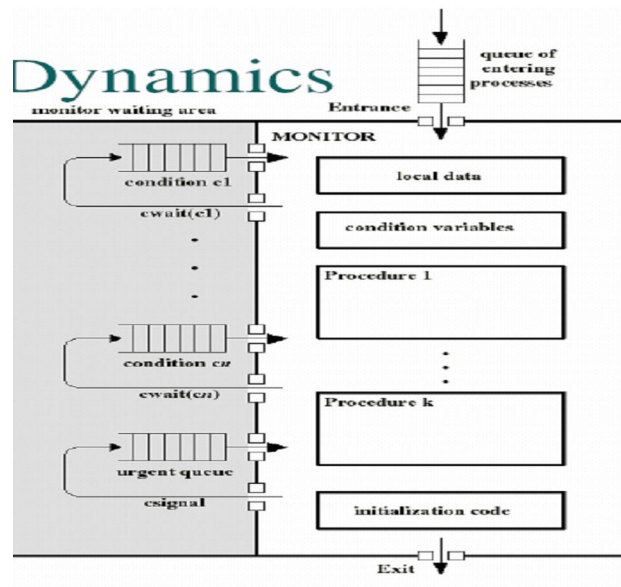 Dynamics
queue of
entering
processes
monitor waiting area
Entrance
MONITOR
condition c1
local data
cwait(c1)
condition variables
Procedure 1
condition cn
cwait(cn)
Procedure k
urgent queue
csignal
initialization code
Exit